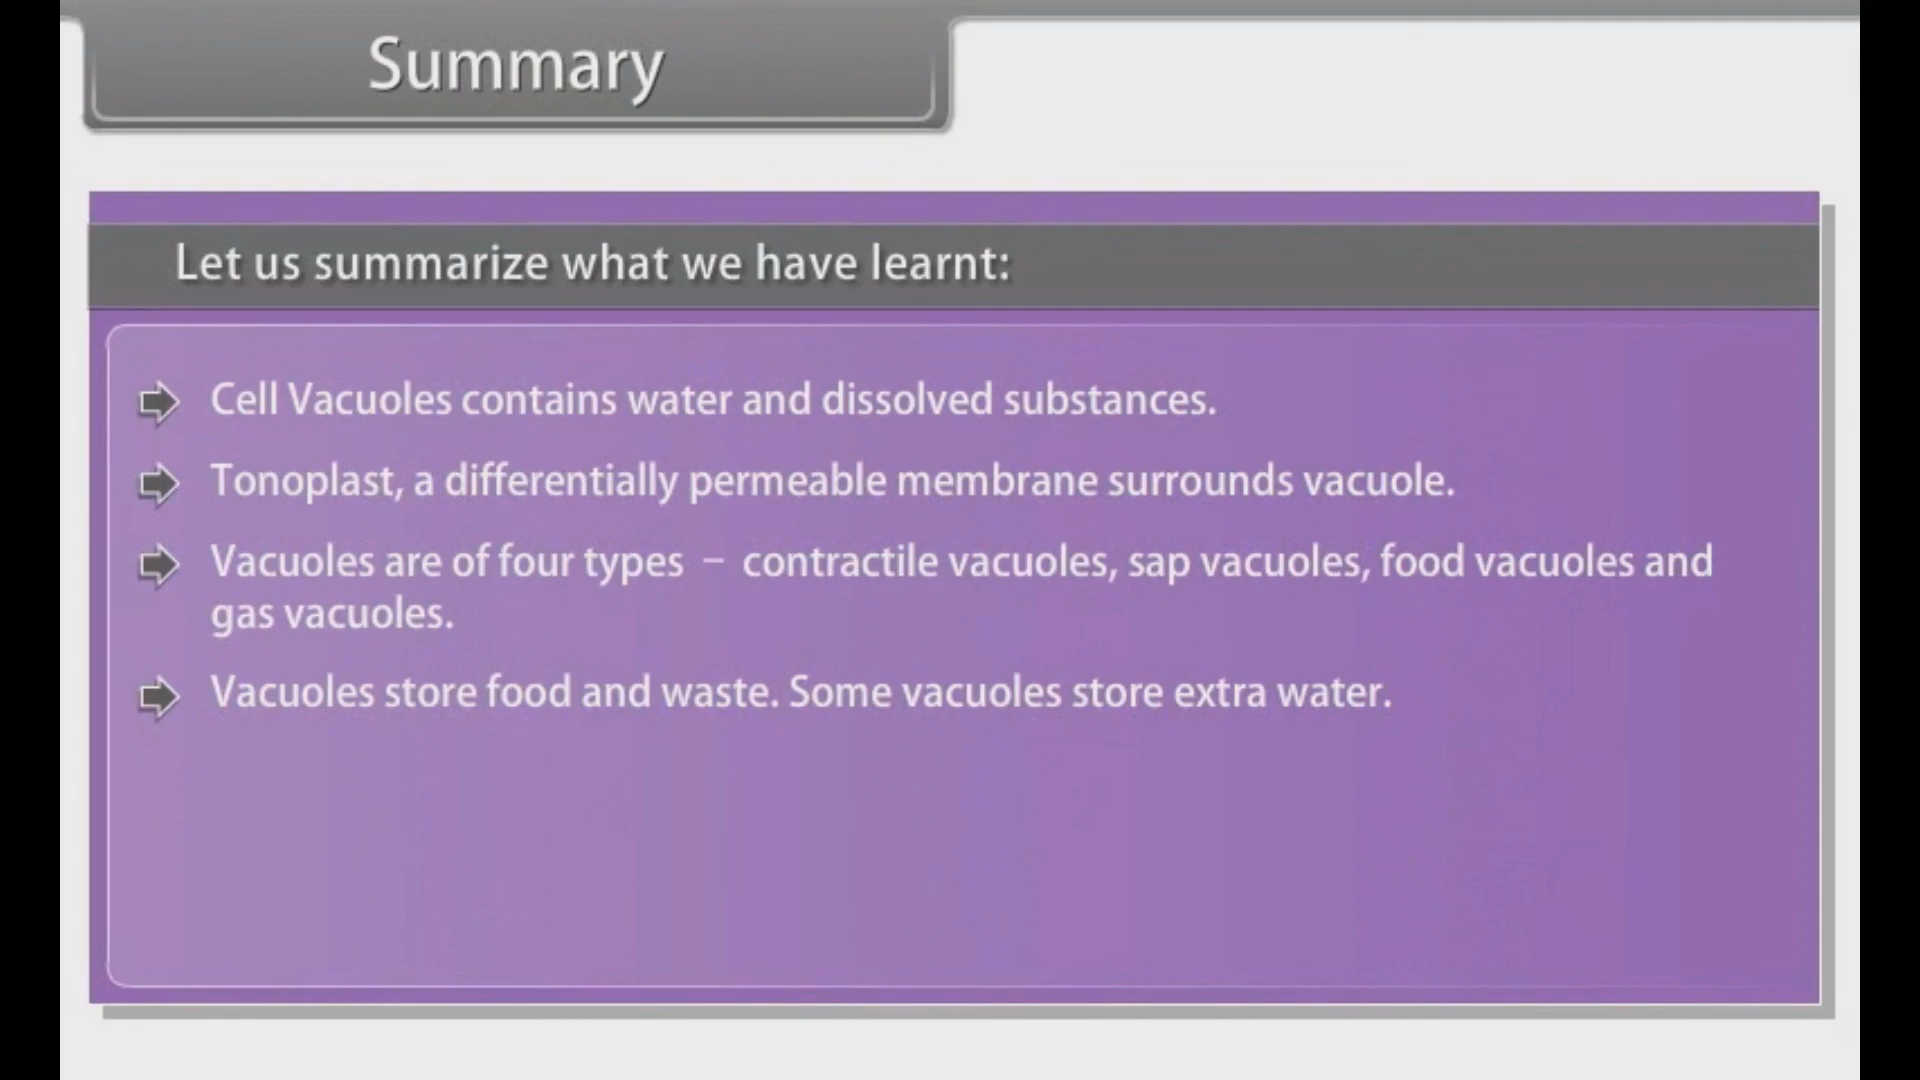 Summary
Let us summarize what we have learnt:
Cell Vacuoles contains water and dissolved substances.
Tonoplast, a differentially permeable membrane surrounds vacuole.
Vacuoles are of four types – contractile vacuoles, sap vacuoles, food vacuoles and
gas vacuoles.
Vacuoles store food and waste. Some vacuoles store extra water.